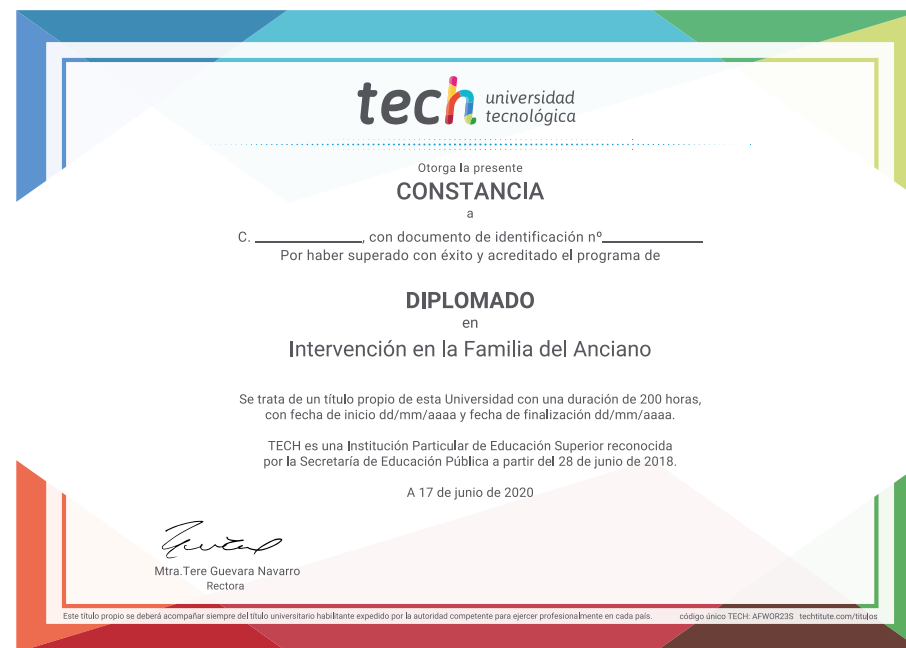 tech universidad
tecnológica
Otorga la presente
CONSTANCIA
a
C. ____________, con documento de identificación nº____________
Por haber superado con éxito y acreditado el programa de
DIPLOMADO
en
Intervención en la Familia del Anciano
Se trata de un título propio de esta Universidad con una duración de 200 horas,
con fecha de inicio dd/mm/aaaa y fecha de finalización dd/mm/aaaa.
TECH es una Institución Particular de Educación Superior reconocida
por la Secretaría de Educación Pública a partir del 28 de junio de 2018.
A 17 de junio de 2020
Mtra.Tere Guevara Navarro
Rectora
Este título propio se deberá acompañar siempre del título universitario habilitante expedido por la autoridad competente para ejercer profesionalmente en cada país. código único TECH: AFWOR23S techtitute.com/titulos